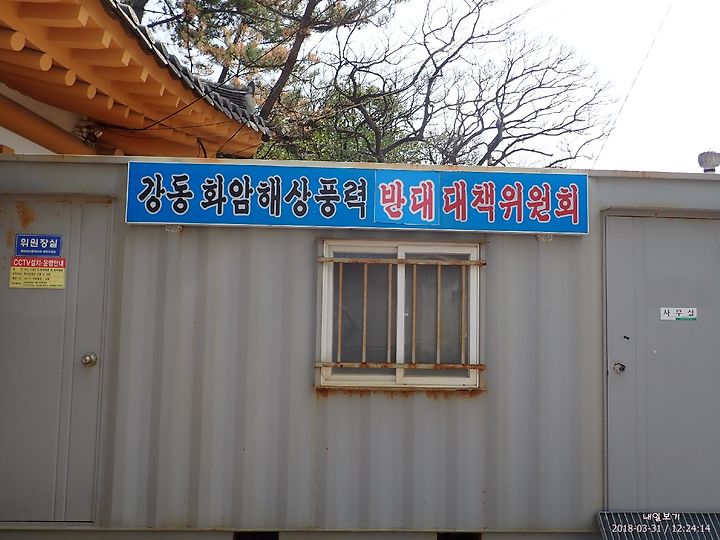 강동 화암해상풍력 반대 대책위원회
위원장실
CCTV설치·운영안내
사무실
내일보기
2018-03-31 / 12:24:14